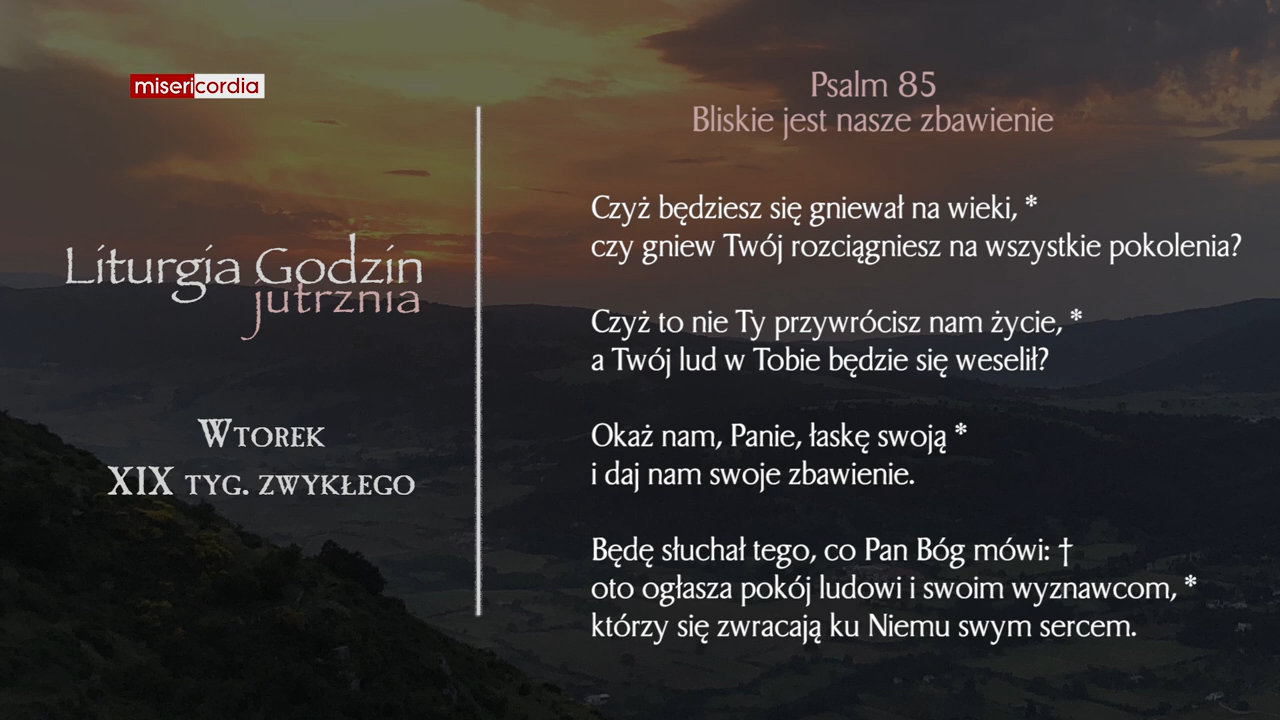 misericordia
Liturgia Godzin
jutrznia
Wtorek
XIX tyg. zwykłego
Psalm 85
Bliskie jest nasze zbawienie
Czyż będziesz się gniewał na wieki, *
czy gniew Twój rozciągniesz na wszystkie pokolenia?
Czyż to nie Ty przywrócisz nam życie, *
a Twój lud w Tobie będzie się weselił?
Okaż nam, Panie, łaskę swoją *
i daj nam swoje zbawienie.
Będę słuchał tego, co Pan Bóg mówi: †
oto ogłasza pokój ludowi i swoim wyznawcom, *
którzy się zwracają ku Niemu swym sercem.